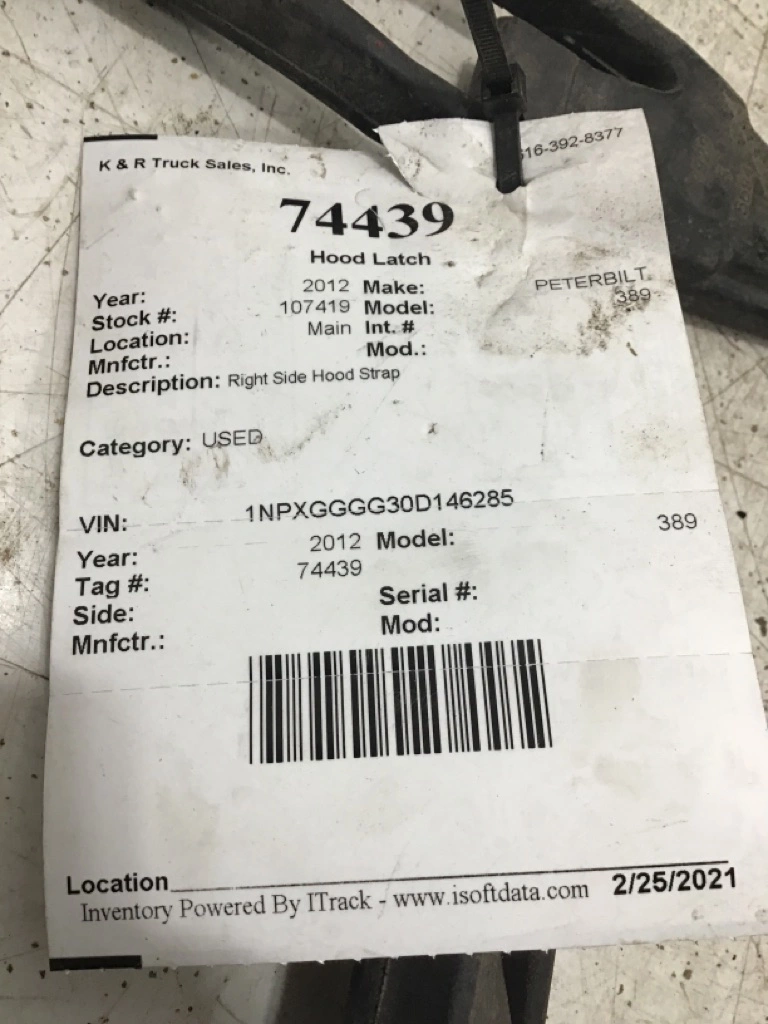 K & R Truck Sales, Inc.
16-392-8377
74439
Hood Latch
Year: 2012 Make: PETERBILT
Stock #: 107419 Model: 389
Location: Main Int. #
Mnfctr.: Mod.:
Description: Right Side Hood Strap
Category: USED
VIN: 1NPXGGGG30D146285
Year: 2012 Model: 389
Tag #: 74439
Side: Serial #:
Mnfctr.: Mod:
Location
Inventory Powered By ITrack - www.isoftdata.com 2/25/2021